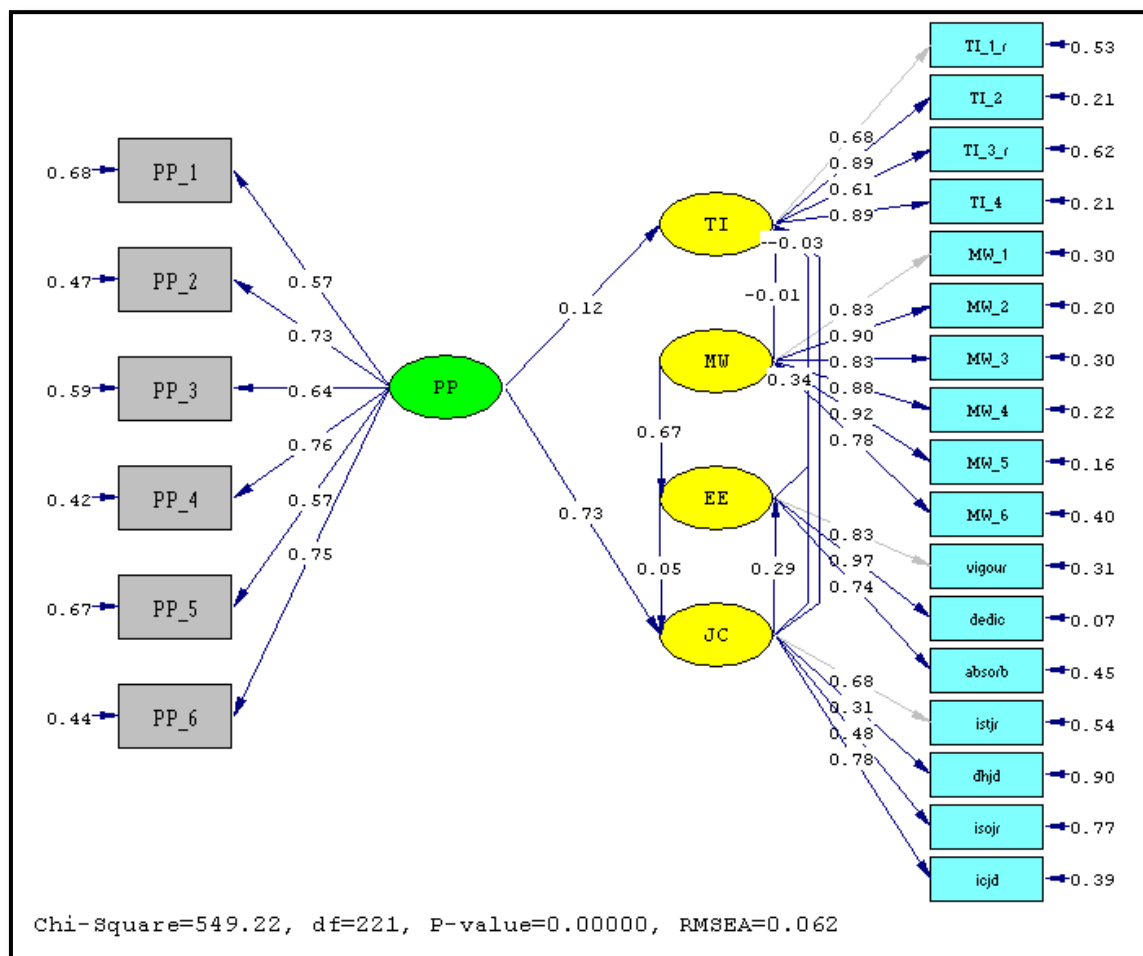 TI_1_r
0.53
TI_2
0.21
TI_3_r
0.62
TI_4
0.21
MW_1
0.30
MW_2
0.20
MW_3
0.30
MW_4
0.22
MW_5
0.16
MW_6
0.40
vigour
0.31
dedic
0.07
absorb
0.45
istjr
0.54
dhjd
0.90
isojr
0.77
icjd
0.39
0.68
PP_1
0.47
PP_2
0.59
PP_3
0.42
PP_4
0.67
PP_5
0.44
PP_6
0.57
0.73
0.64
0.76
0.57
0.75
PP
0.12
0.73
TI
MW
EE
JC
0.67
0.05
0.29
-0.01
--0.03
0.34
0.68
0.89
0.61
0.89
0.83
0.90
0.83
0.88
0.92
0.78
0.83
0.97
0.74
0.68
0.31
0.48
0.78
Chi-Square=549.22, df=221, P-value=0.00000, RMSEA=0.062